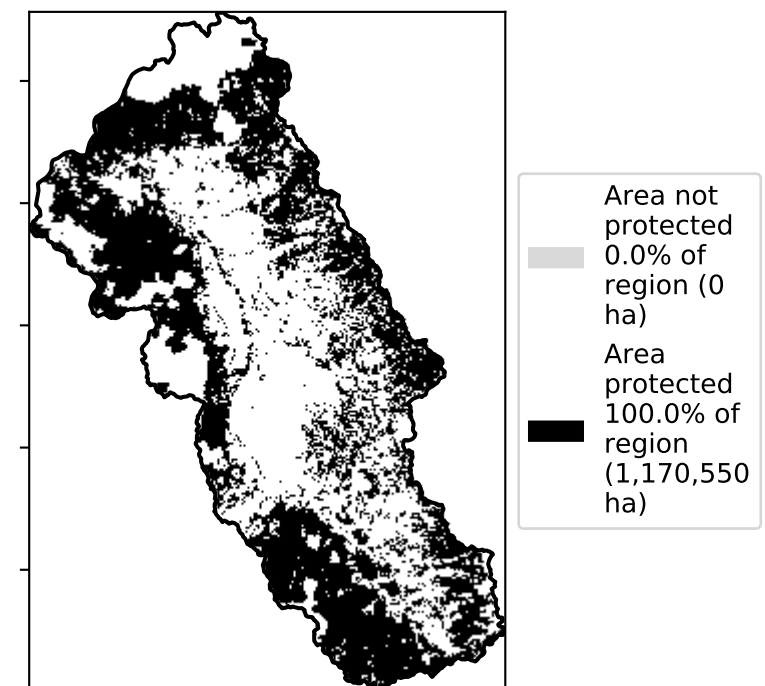 Area not
protected
0.0% of
region (0
ha)
Area
protected
100.0% of
region
(1,170,550
ha)